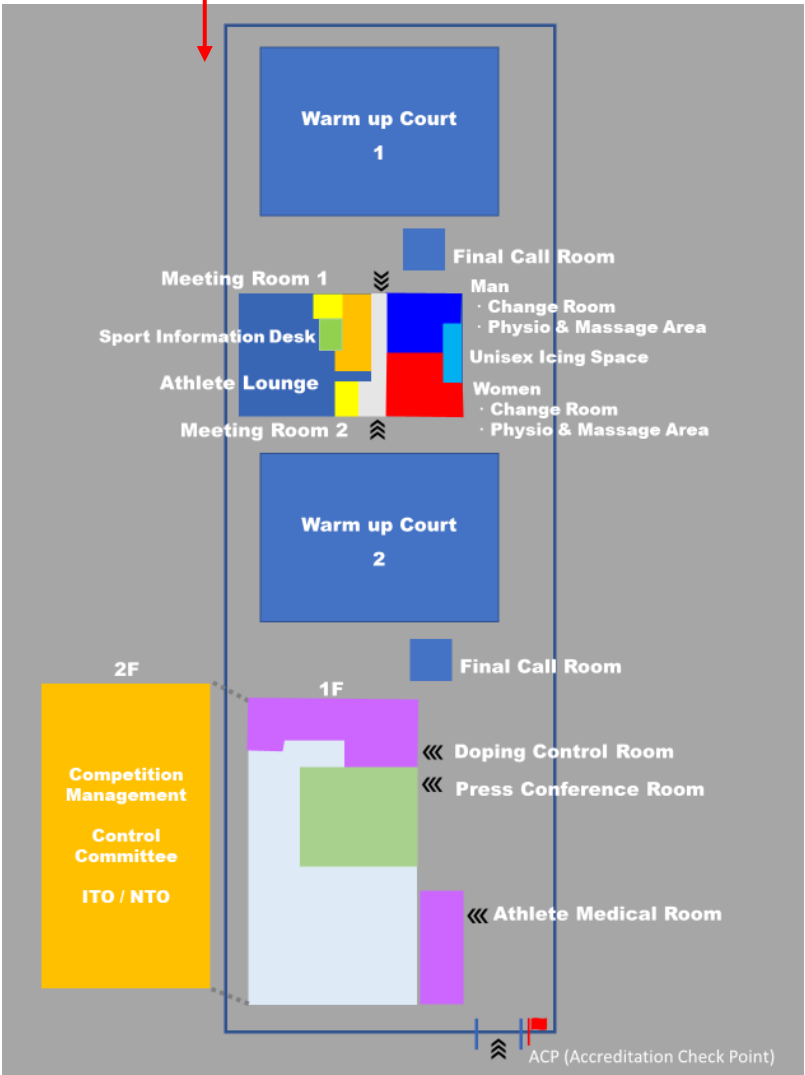 Warm up Court
1
Final Call Room
Meeting Room 1
Man
· Change Room
· Physio & Massage Area
Sport Information Desk
Unisex Icing Space
Athlete Lounge
Women
· Change Room
· Physio & Massage Area
Meeting Room 2
Warm up Court
2
Final Call Room
2F
1F
Doping Control Room
Press Conference Room
Competition
Management
Control
Committee
ITO / NTO
Athlete Medical Room
ACP (Accreditation Check Point)